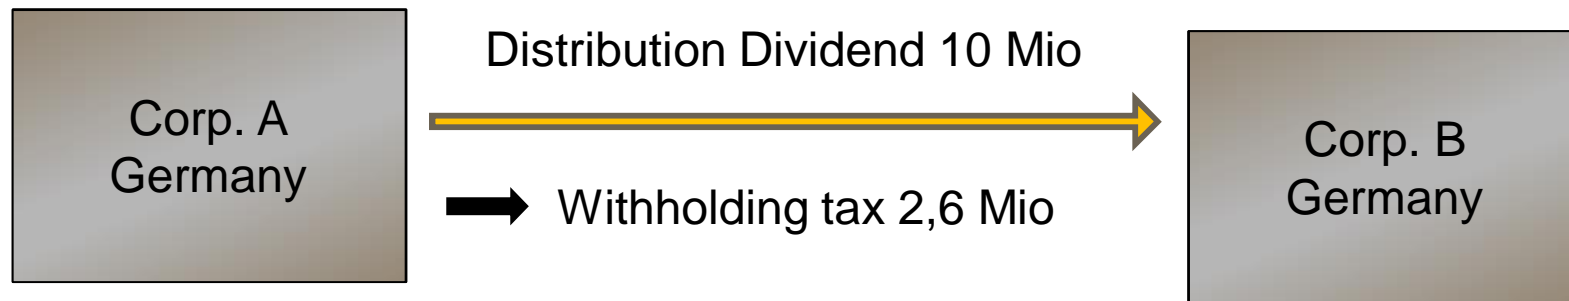 Corp. A
Germany
Distribution Dividend 10 Mio
Withholding tax 2,6 Mio
Corp. B
Germany